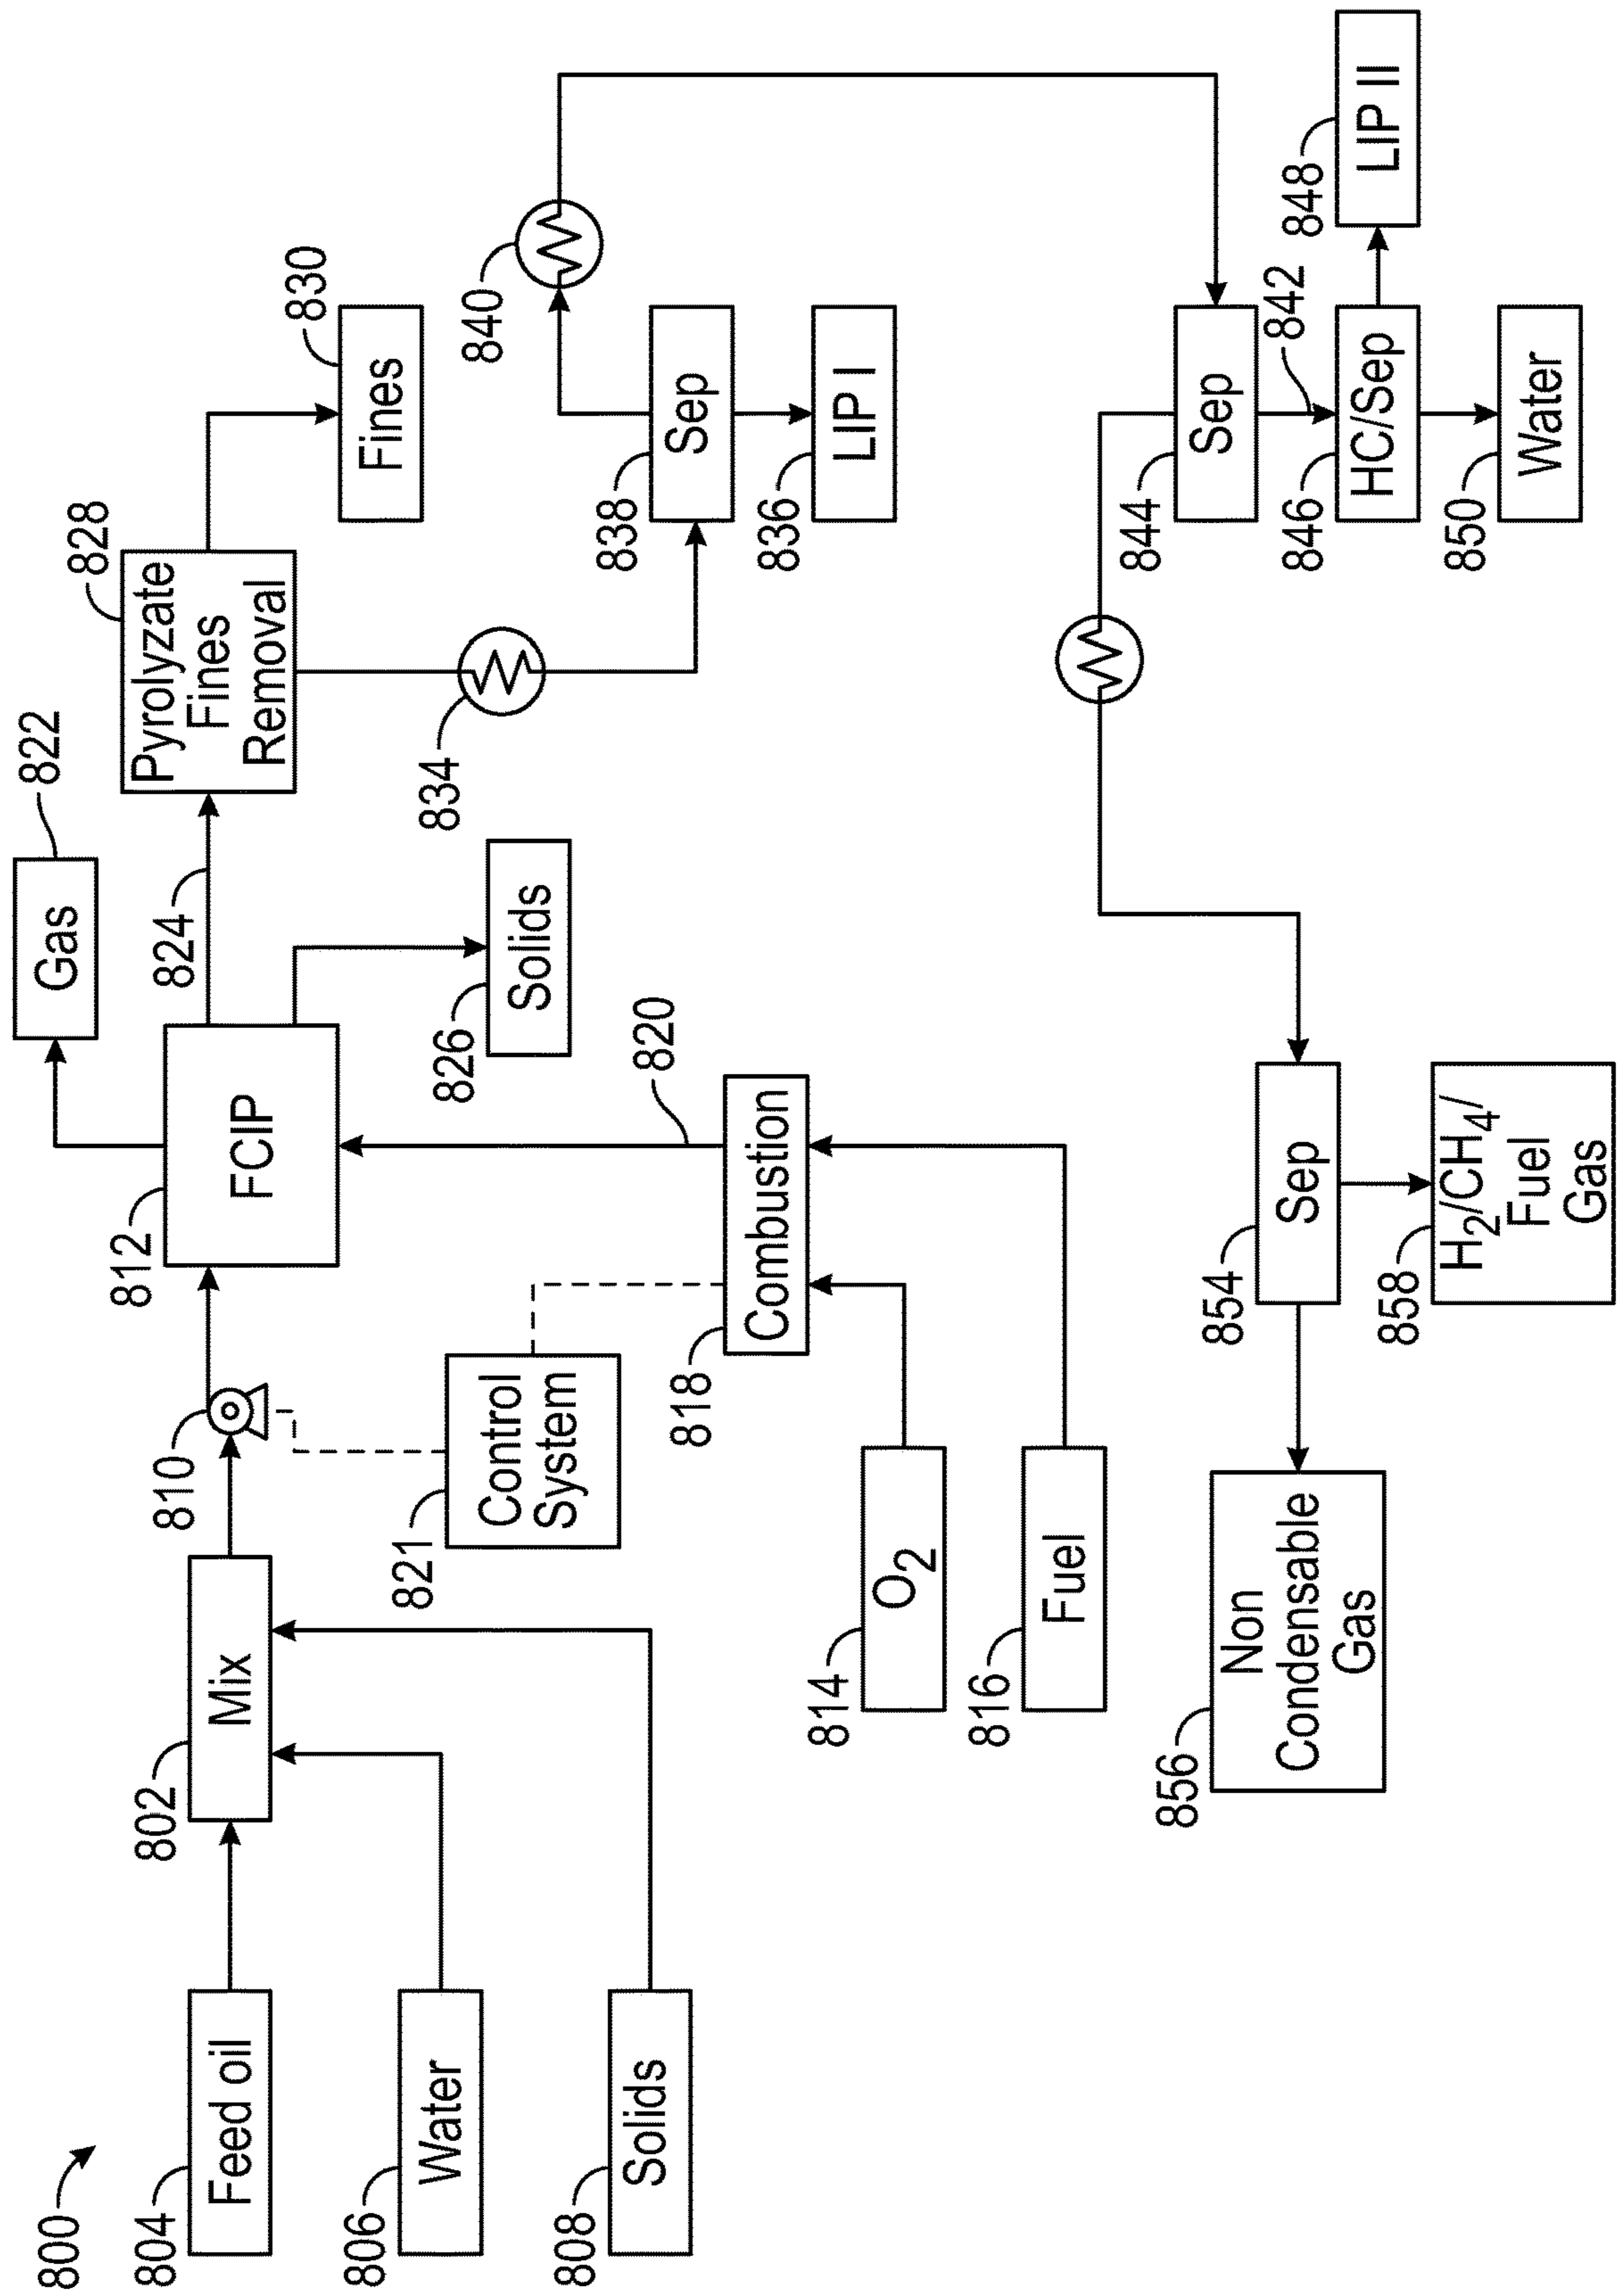 800
804
Feed oil
806
Water
808
Solids
802
Mix
810
821
Control
System
814
O2
816
Fuel
818
Combustion
820
812
FCIP
822
Gas
824
826
Solids
828
Pyrolyzate
Fines
Removal
830
Fines
834
838
Sep
836
LIP I
840
844
Sep
842
846
HC/Sep
848
LIP II
850
Water
854
Sep
856
Non
Condensable
Gas
858
H2/CH4/
Fuel
Gas